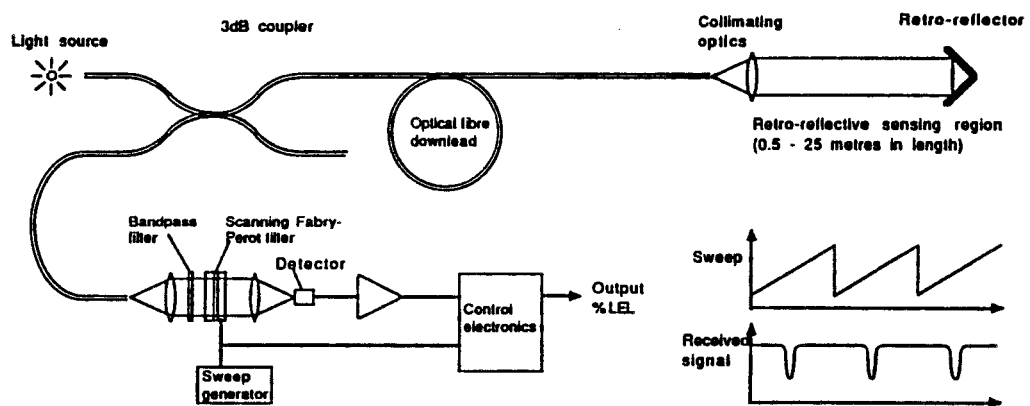 3dB coupler
Light source
Collimating
optics
Retro-reflector
Optical fibre
downlead
Retro-reflective sensing region
(0.5 - 25 metres in length)
Bandpass
filter
Scanning Fabry-
Perot filter
Detector
Control
electronics
Output
%LEL
Sweep
generator
Sweep
Received
signal